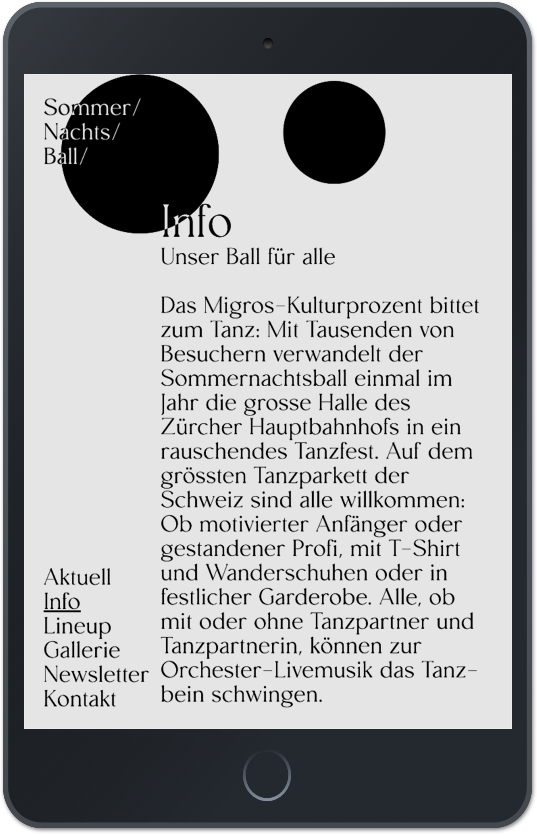 Sommer/
Nachts/
Ball/
Info
Unser Ball für alle
Das Migros-Kulturprozent bittet
zum Tanz: Mit Tausenden von
Besuchern verwandelt der
Sommernachtsball einmal im
Jahr die grosse Halle des
Zürcher Hauptbahnhofs in ein
rauschendes Tanzfest. Auf dem
grössten Tanzparkett der
Schweiz sind alle willkommen:
Ob motivierter Anfänger oder
gestandener Profi, mit T-Shirt
und Wanderschuhen oder in
festlicher Garderobe. Alle, ob
mit oder ohne Tanzpartner und
Tanzpartnerin, können zur
Orchester-Livemusik das Tanz-
bein schwingen.
Aktuell
Info
Lineup
Gallerie
Newsletter
Kontakt